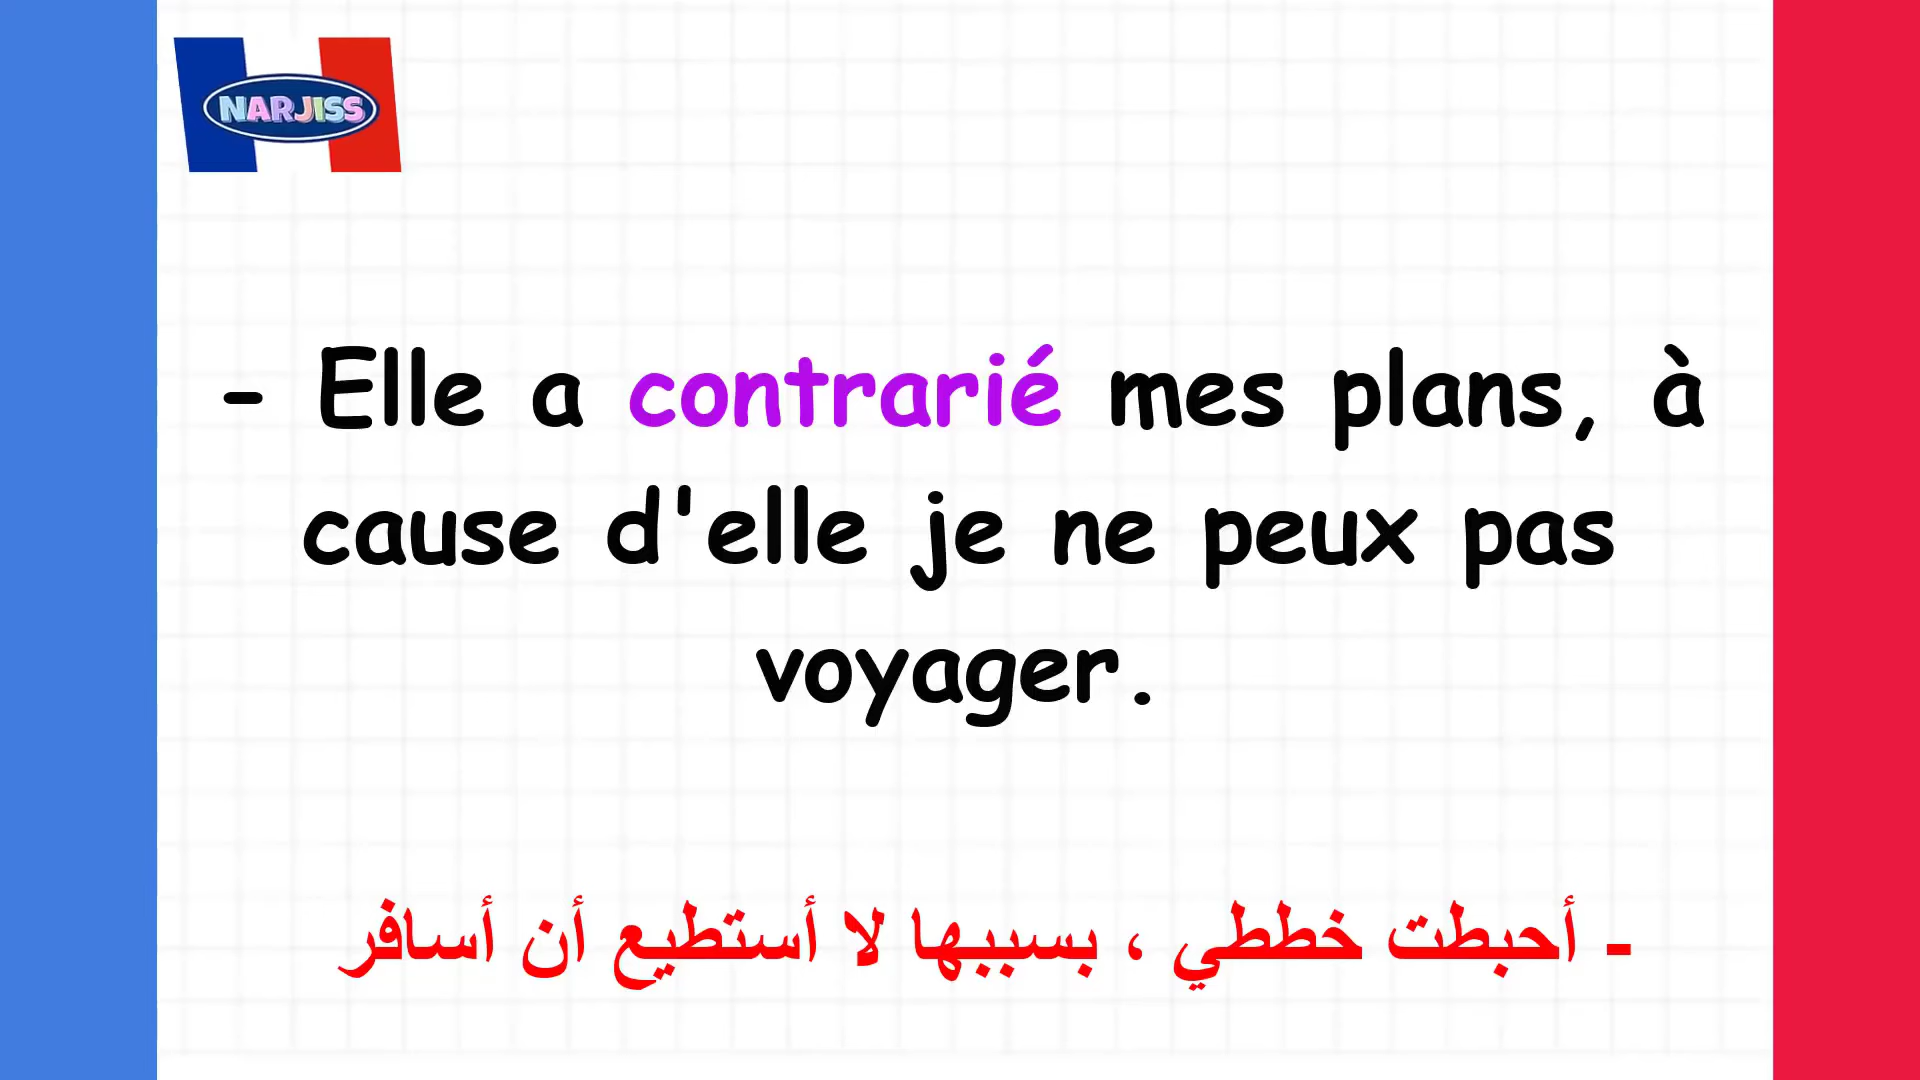 NARJISS
- Elle a contrarié mes plans, à
cause d'elle je ne peux pas
voyager.
- أحبطت خططي ، بسببها لا أستطيع أن أسافر